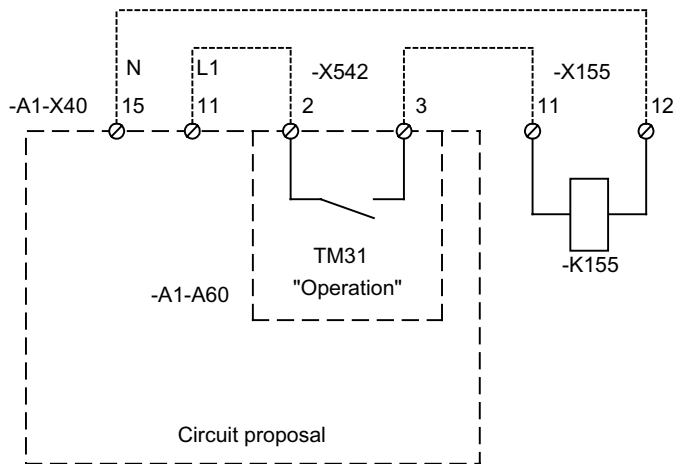 N L1 -X542 -X155
-A1-X40 15 11 2 3 11 12
TM31
"Operation"
-K155
-A1-A60
Circuit proposal